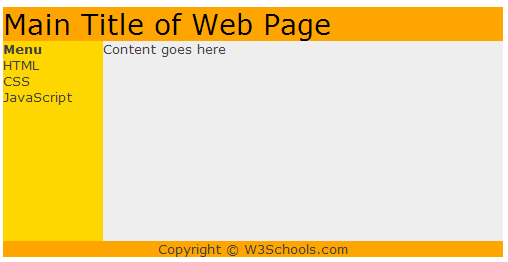 Main Title of Web Page
Menu
HTML
CSS
JavaScript
Content goes here
Copyright © W3Schools.com